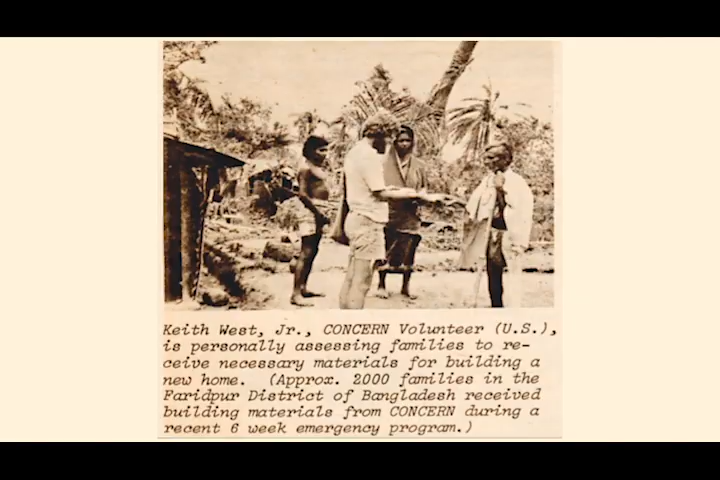 Keith West, Jr., CONCERN Volunteer (U.S.),
is personally assessing families to re-
ceive necessary materials for building a
new home. (Approx. 2000 families in the
Faridpur District of Bangladesh received
building materials from CONCERN during a
recent 6 week emergency program.)